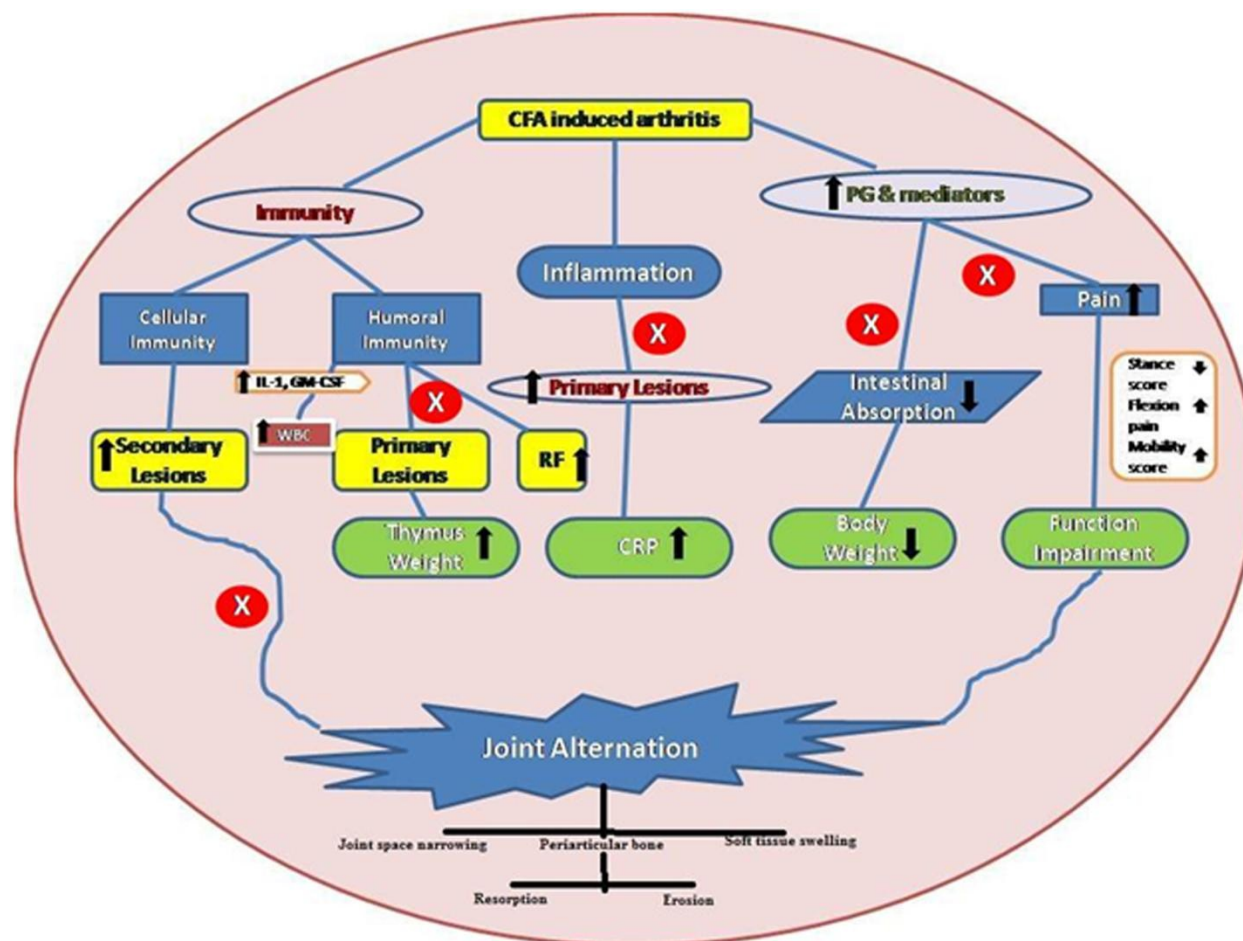 CFA induced arthritis
Immunity
PG & mediators
Inflammation
X
Pain
Cellular
Immunity
Humoral
Immunity
X
X
IL-1, GM-CSF
X
Primary Lesions
Intestinal
Absorption
Stance
score
Flexion
pain
Mobility
score
WBC
Secondary
Lesions
Primary
Lesions
RF
Thymus
Weight
CRP
Body
Weight
Function
Impairment
X
Joint Alternation
Joint space narrowing
Periarticular bone
Soft tissue swelling
Resorption
Erosion